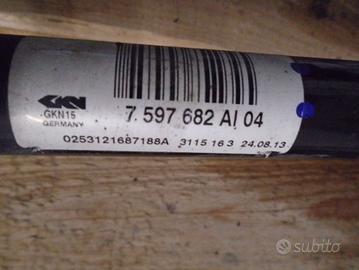 GKN
GKN15
GERMANY
7 597 682 AI 04
0253121687188A 3115 16 3 24.08.13
subito